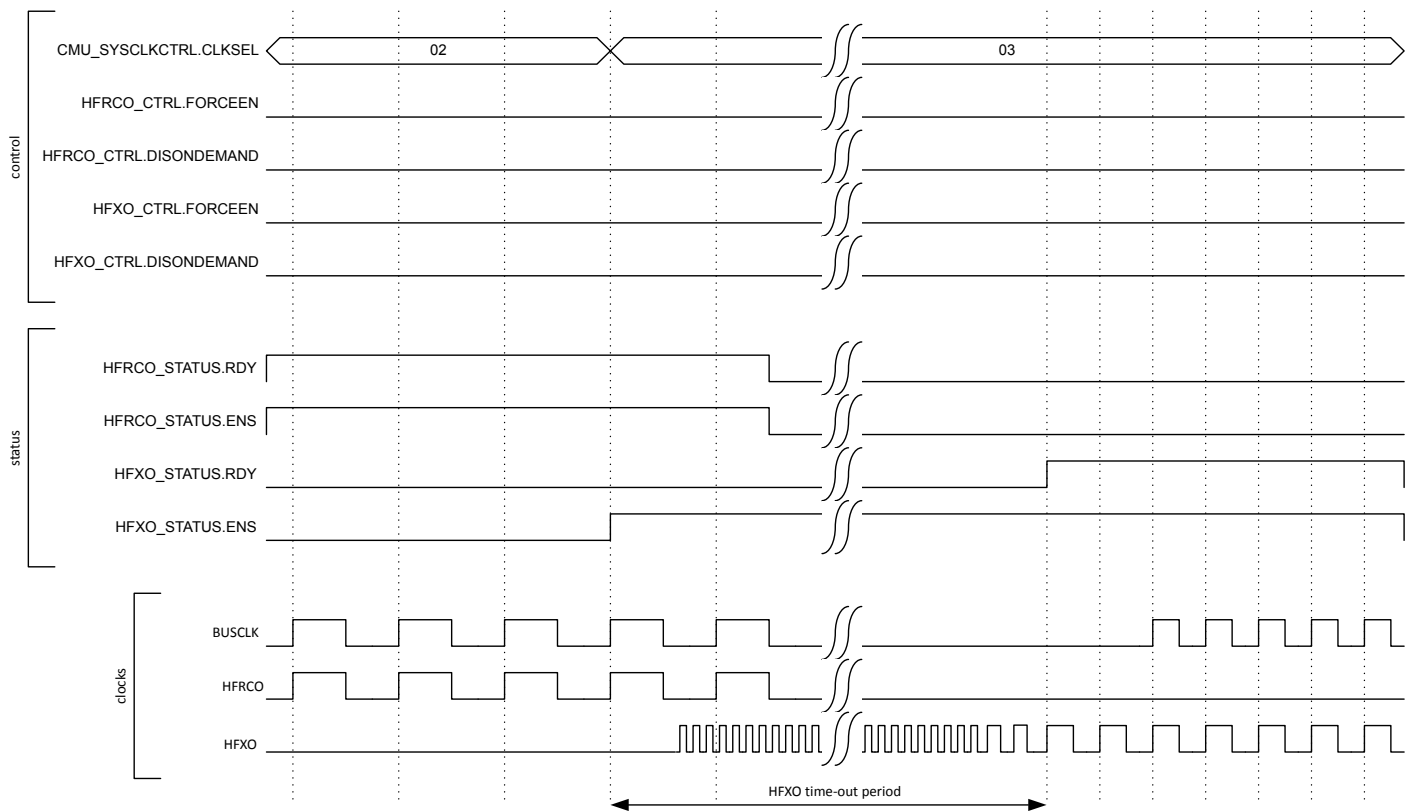 control
CMU_SYSCLKCTRL.CLKSEL 02 03
HFRCO_CTRL.FORCEEN
HFRCO_CTRL.DISONDEMAND
HFXO_CTRL.FORCEEN
HFXO_CTRL.DISONDEMAND
status
HFRCO_STATUS.RDY
HFRCO_STATUS.ENS
HFXO_STATUS.RDY
HFXO_STATUS.ENS
clocks
BUSCLK
HFRCO
HFXO
HFXO time-out period